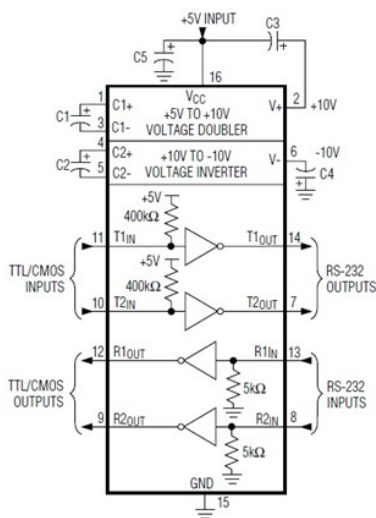 +5V INPUT
C3
C5
16
VCC
1
C1+
+5V TO +10V
V+
2
+10V
C1
3
C1-
VOLTAGE DOUBLER
4
C2+
+10V TO -10V
V-
6
-10V
C2
5
C2-
VOLTAGE INVERTER
C4
+5V
400kΩ
11
T1IN
T1OUT
14
TTL/CMOS
INPUTS
+5V
400kΩ
RS-232
OUTPUTS
10
T2IN
T2OUT
7
12
R1OUT
R1IN
13
TTL/CMOS
OUTPUTS
5kΩ
RS-232
INPUTS
9
R2OUT
R2IN
8
5kΩ
GND
15